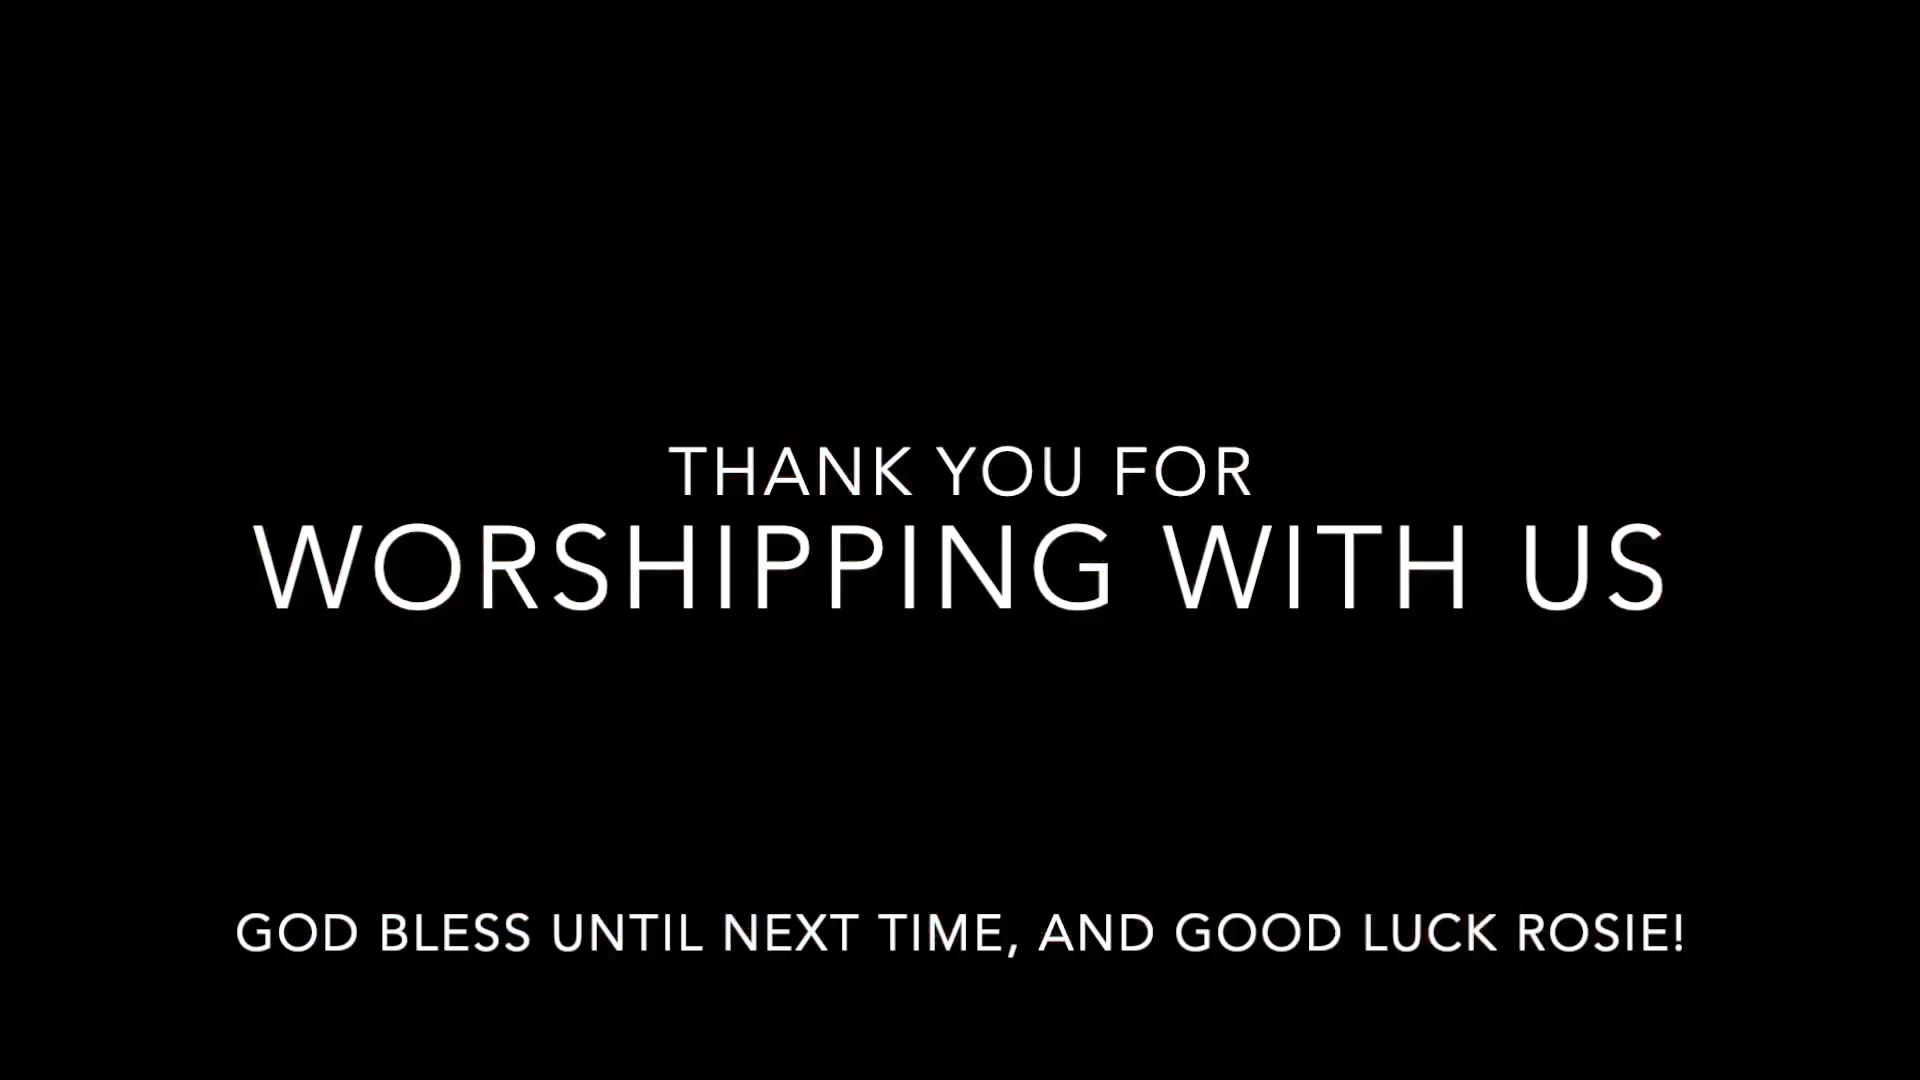 THANK YOU FOR
WORSHIPPING WITH US
GOD BLESS UNTIL NEXT TIME, AND GOOD LUCK ROSIE!